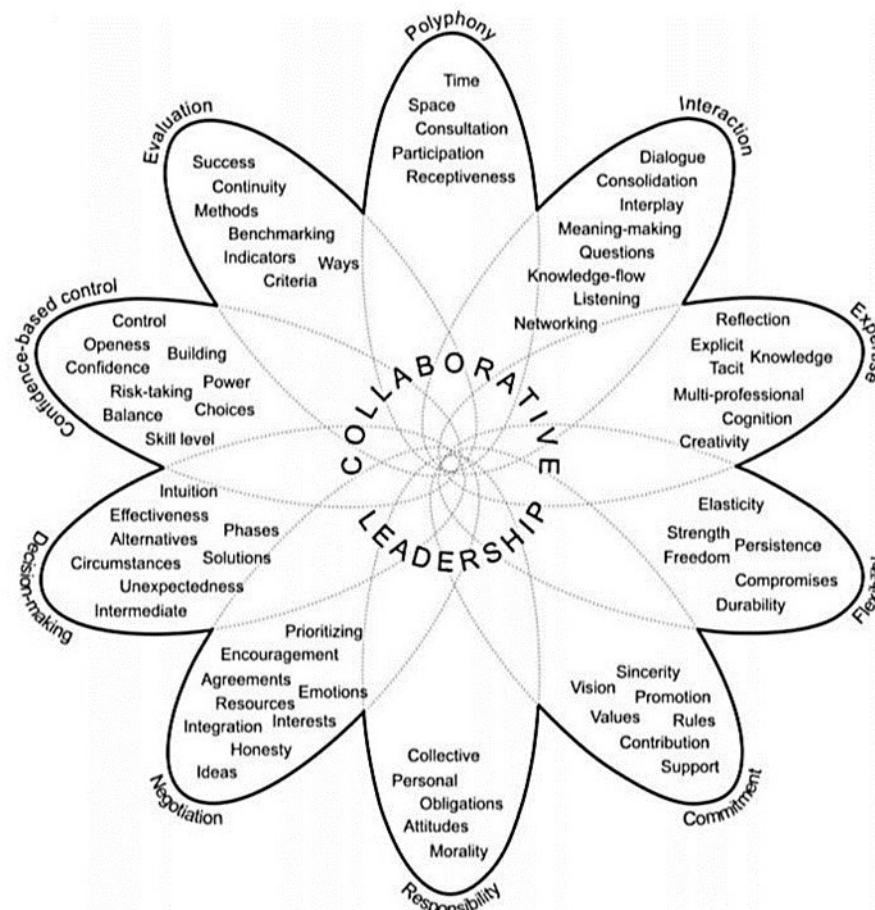 Polyphony
Time
Space
Consultation
Participation
Receptiveness
Interaction
Dialogue
Consolidation
Interplay
Meaning-making
Questions
Knowledge-flow
Listening
Networking
Expertise
Reflection
Explicit
Tacit
Knowledge
Multi-professional
Cognition
Creativity
Flexibility
Elasticity
Strength
Freedom
Persistence
Compromises
Durability
Commitment
Sincerity
Vision
Promotion
Values
Rules
Contribution
Support
Responsibility
Collective
Personal
Obligations
Attitudes
Morality
Negotiation
Prioritizing
Encouragement
Agreements
Emotions
Resources
Integration
Interests
Honesty
Ideas
Decision-making
Intuition
Effectiveness
Phases
Alternatives
Solutions
Circumstances
Unexpectedness
Intermediate
Confidence-based control
Control
Openess
Building
Confidence
Power
Risk-taking
Choices
Balance
Skill level
Evaluation
Success
Continuity
Methods
Benchmarking
Indicators
Ways
Criteria
COLLABORATIVE
LEADERSHIP